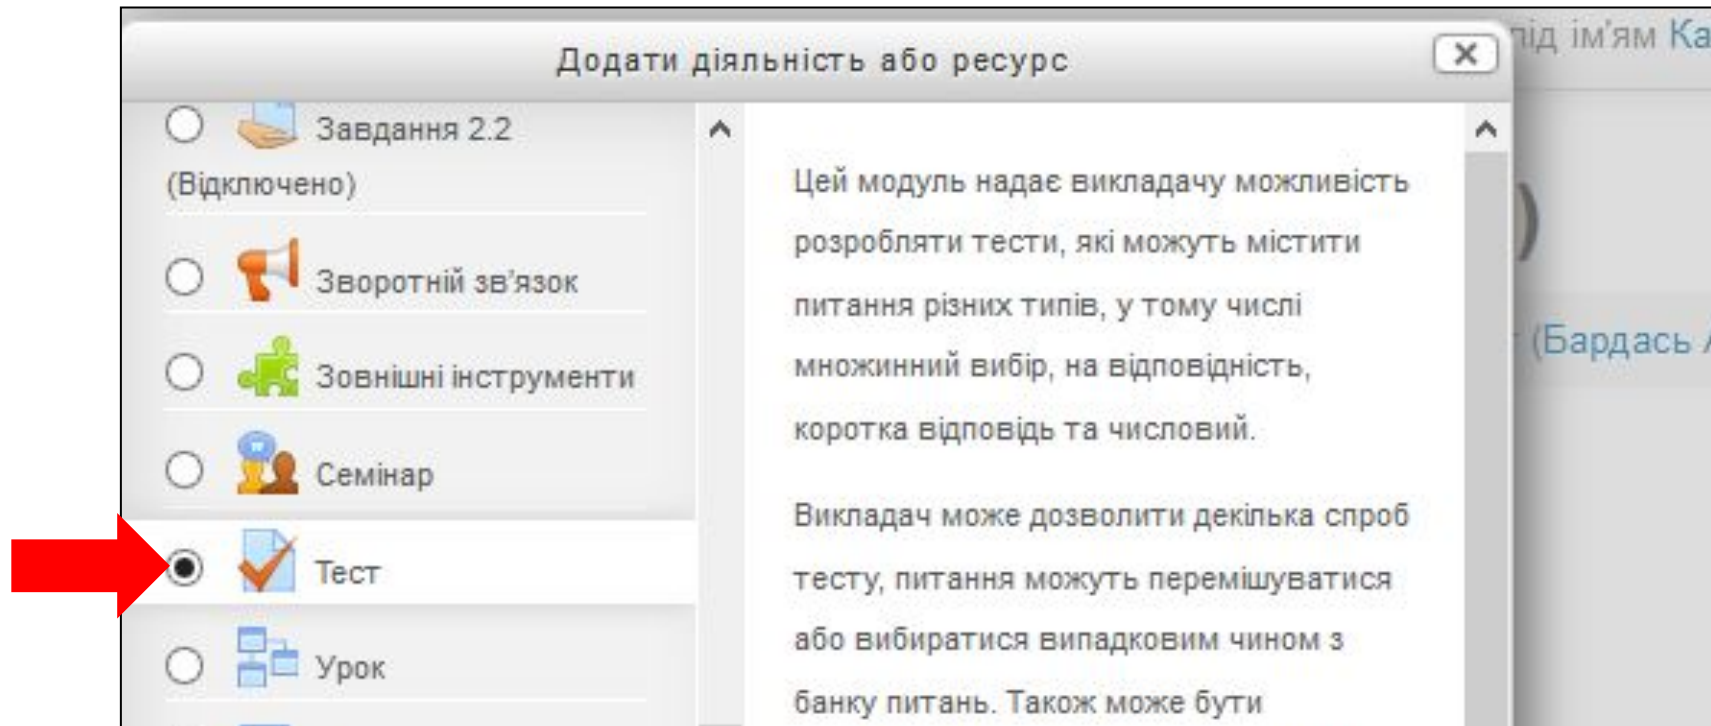 під ім'ям Ка
Додати діяльність або ресурс
Завдання 2.2
(Відключено)
Зворотній зв'язок
Зовнішні інструменти
Семінар
Тест
Урок
Цей модуль надає викладачу можливість
розробляти тести, які можуть містити
питання різних типів, у тому числі
множинний вибір, на відповідність,
коротка відповідь та числовий.
Викладач може дозволити декілька спроб
тесту, питання можуть перемішуватися
або вибиратися випадковим чином з
банку питань. Також може бути
)
(Бардась